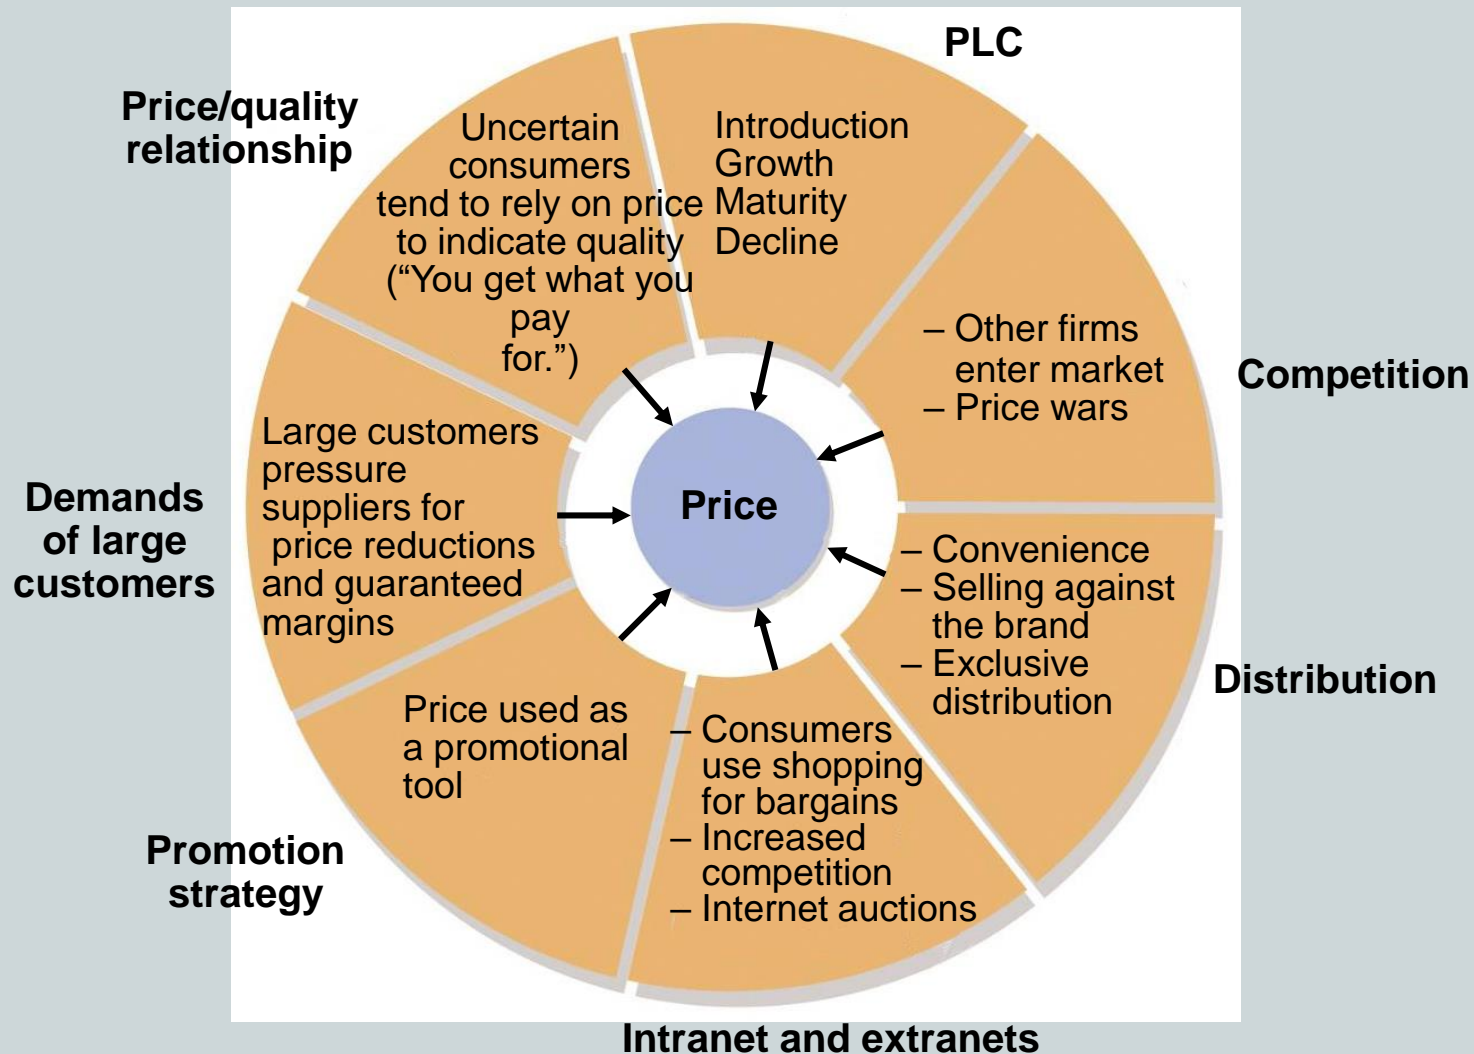 PLC
Introduction
Growth
Maturity
Decline
Competition
– Other firms
enter market
– Price wars
Distribution
– Convenience
– Selling against
the brand
– Exclusive
distribution
Intranet and extranets
– Consumers
use shopping
for bargains
– Increased
competition
– Internet auctions
Promotion
strategy
Price used as
a promotional
tool
Demands
of large
customers
Large customers
pressure
suppliers for
price reductions
and guaranteed
margins
Price/quality
relationship
Uncertain
consumers
tend to rely on price
to indicate quality
(“You get what you
pay
for.”)
Price